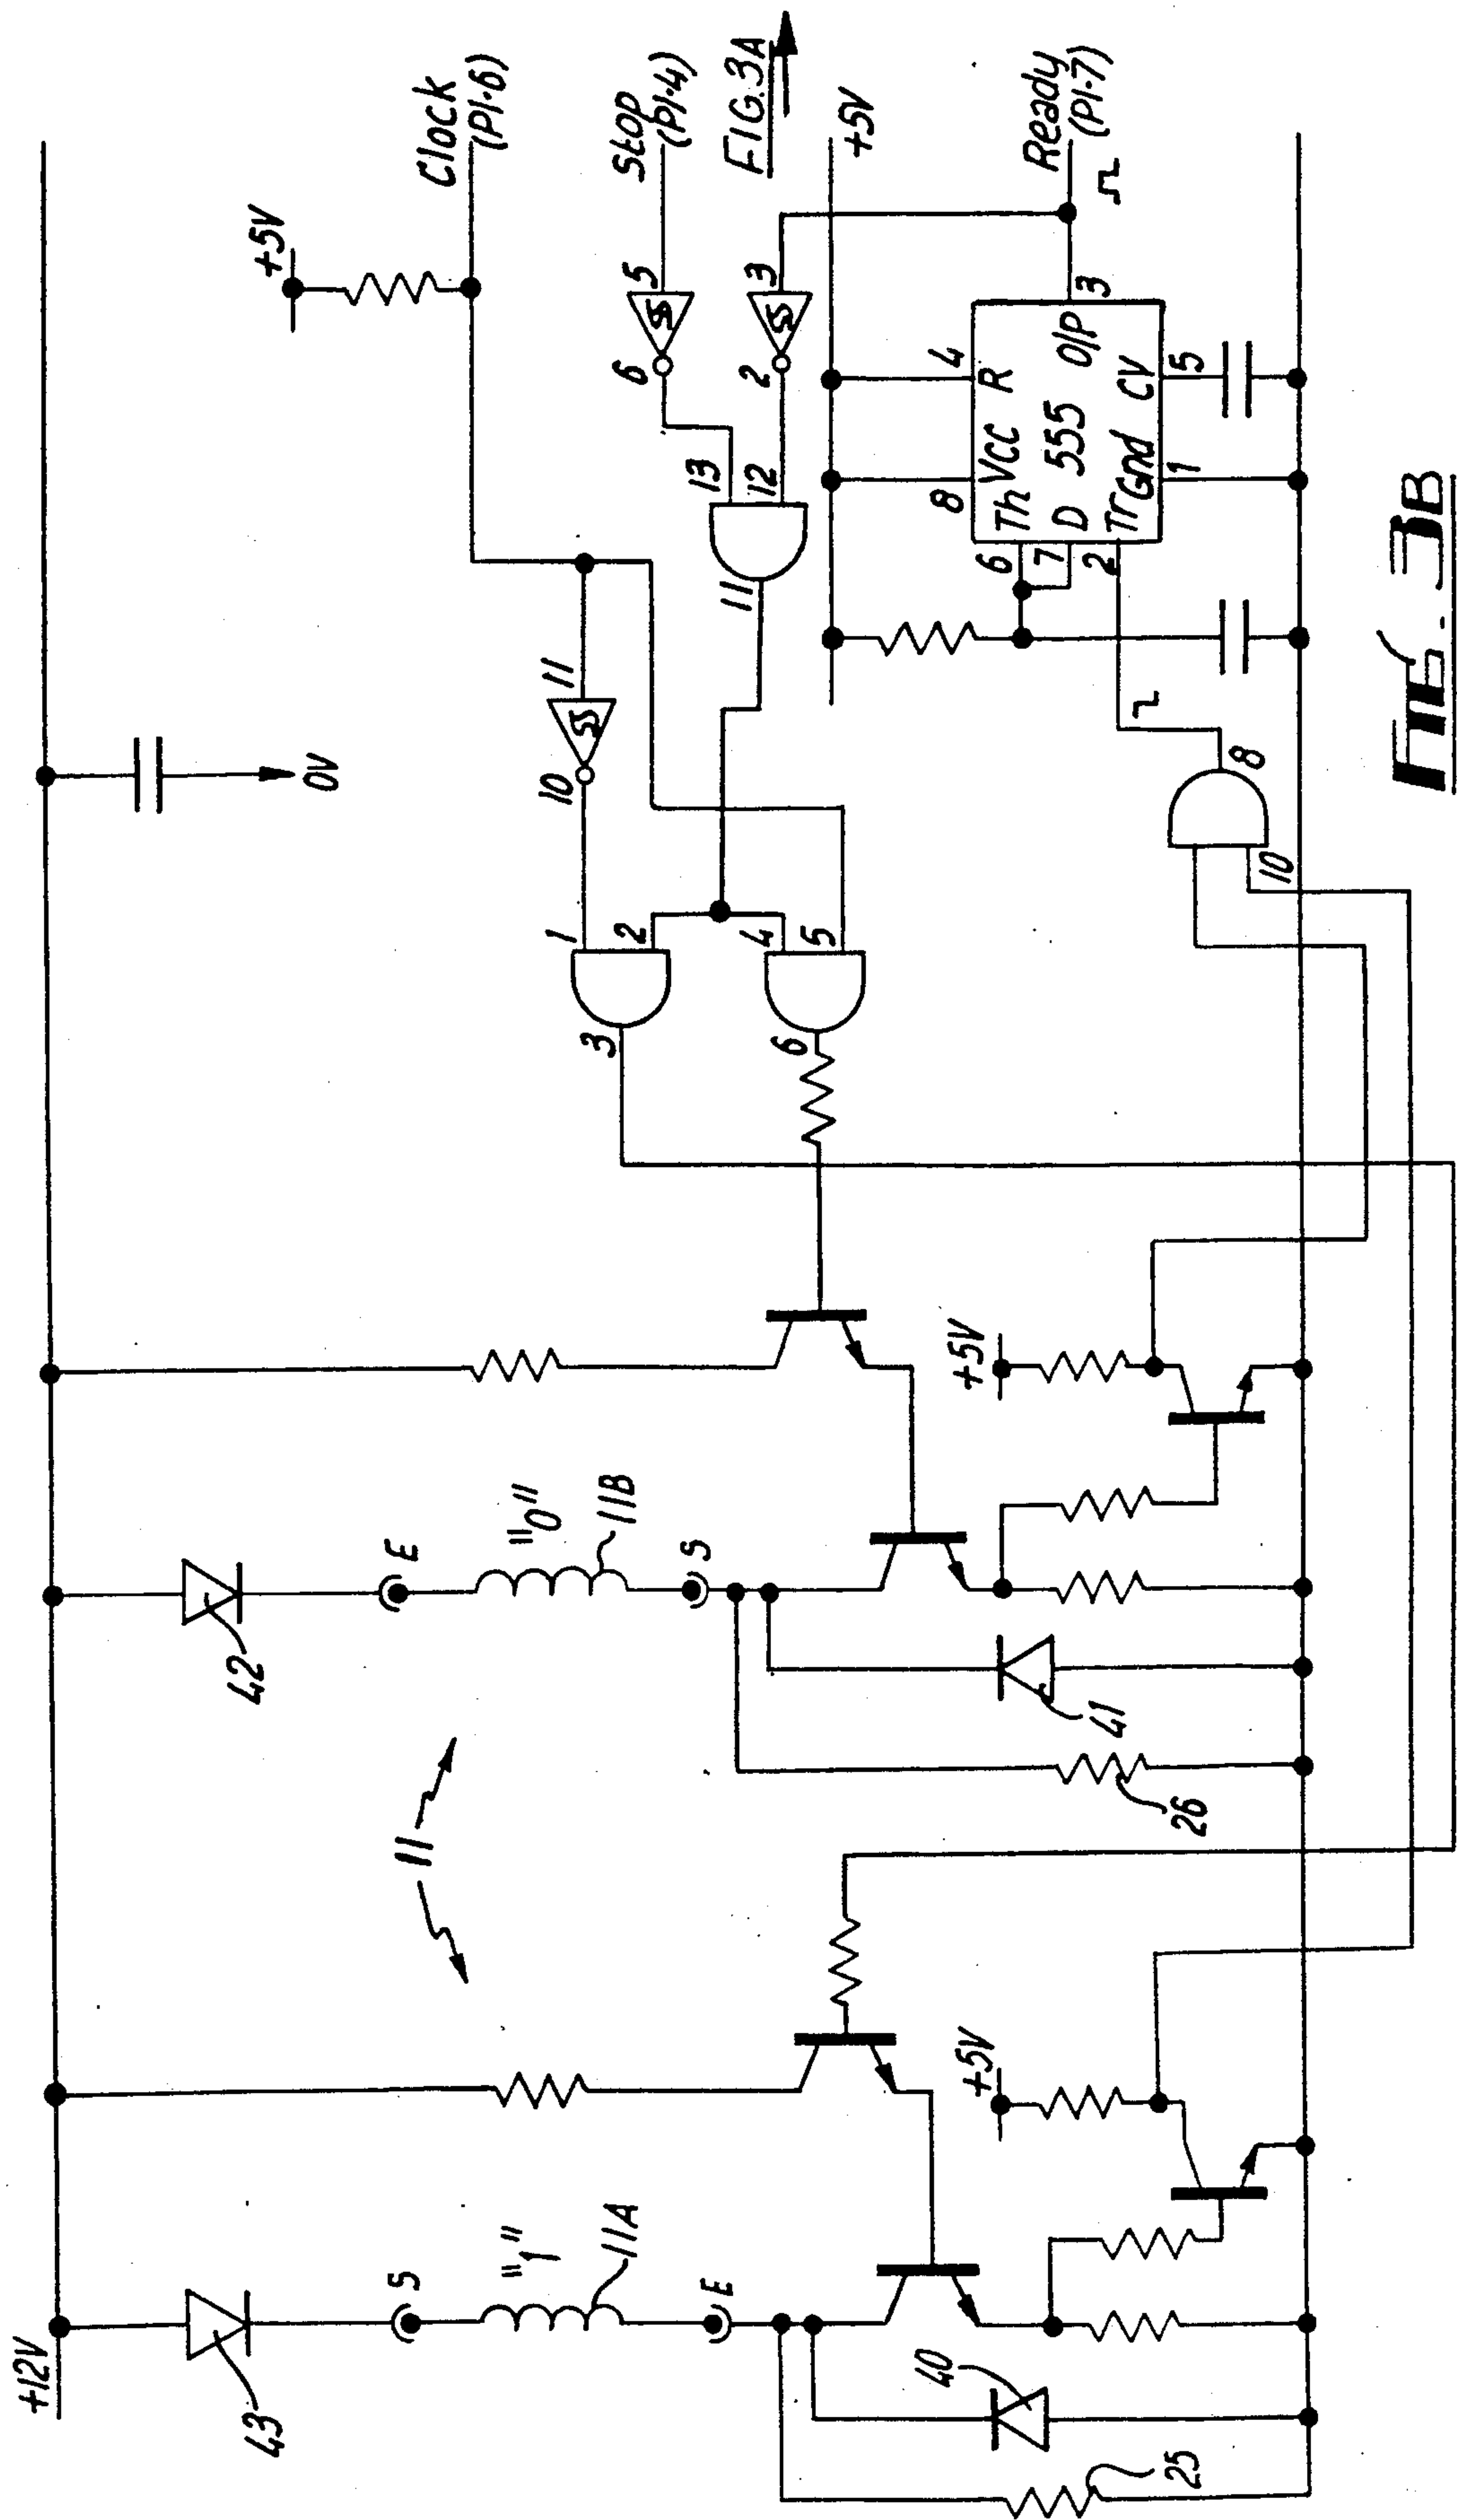 +12V
43
S
"1"
11A
E
40
25
+5V
11
42
E
"0"
11B
S
41
26
+5V
0V
+5V
Clock
(P1-6)
11
10
1
2
3
4
5
6
Stop
(P1-4)
5
6
3
2
13
12
11
FIG. 3A
+5V
8
4
Vcc R
6 Th
7 D 555 O/P 3
2 Tr Gnd CV
1
5
Ready
(P1-7)
8
10
FIG. 3B